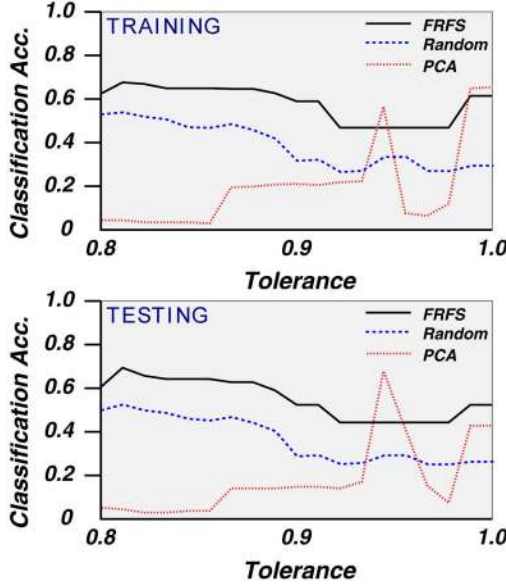 1.0
TRAINING
FRFS
0.8
Random
PCA
0.6
0.4
0.2
0
Classification Acc.
0.8
0.9
1.0
Tolerance
1.0
TESTING
FRFS
0.8
Random
PCA
0.6
0.4
0.2
0
Classification Acc.
0.8
0.9
1.0
Tolerance